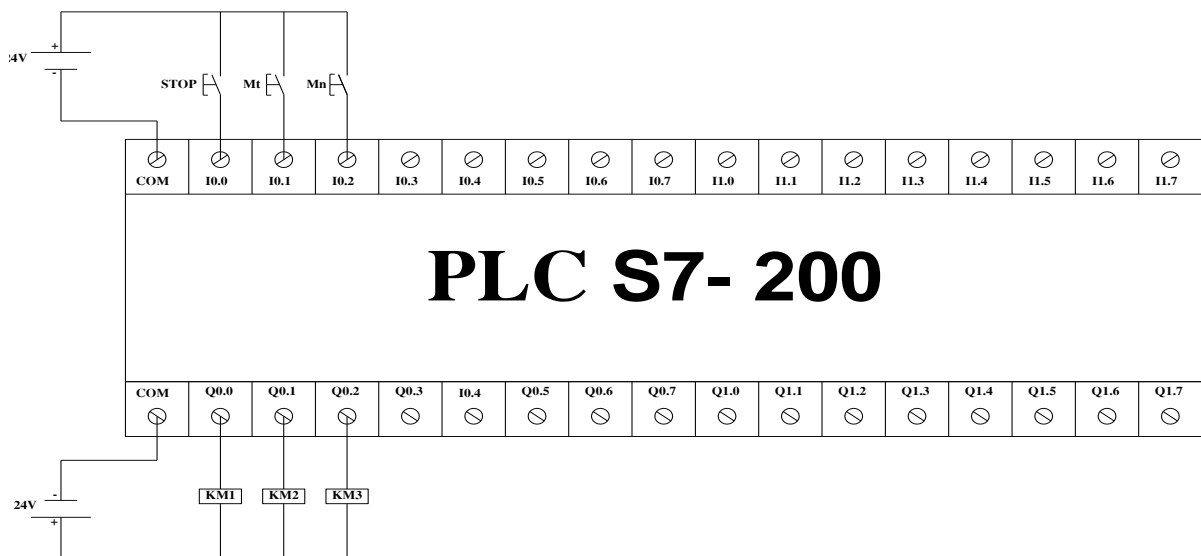 +
24V
-
STOP Mt Mn
COM I0.0 I0.1 I0.2 I0.3 I0.4 I0.5 I0.6 I0.7 I1.0 I1.1 I1.2 I1.3 I1.4 I1.5 I1.6 I1.7
PLC S7- 200
COM Q0.0 Q0.1 Q0.2 Q0.3 I0.4 Q0.5 Q0.6 Q0.7 Q1.0 Q1.1 Q1.2 Q1.3 Q1.4 Q1.5 Q1.6 Q1.7
-
24V
+
KM1 KM2 KM3